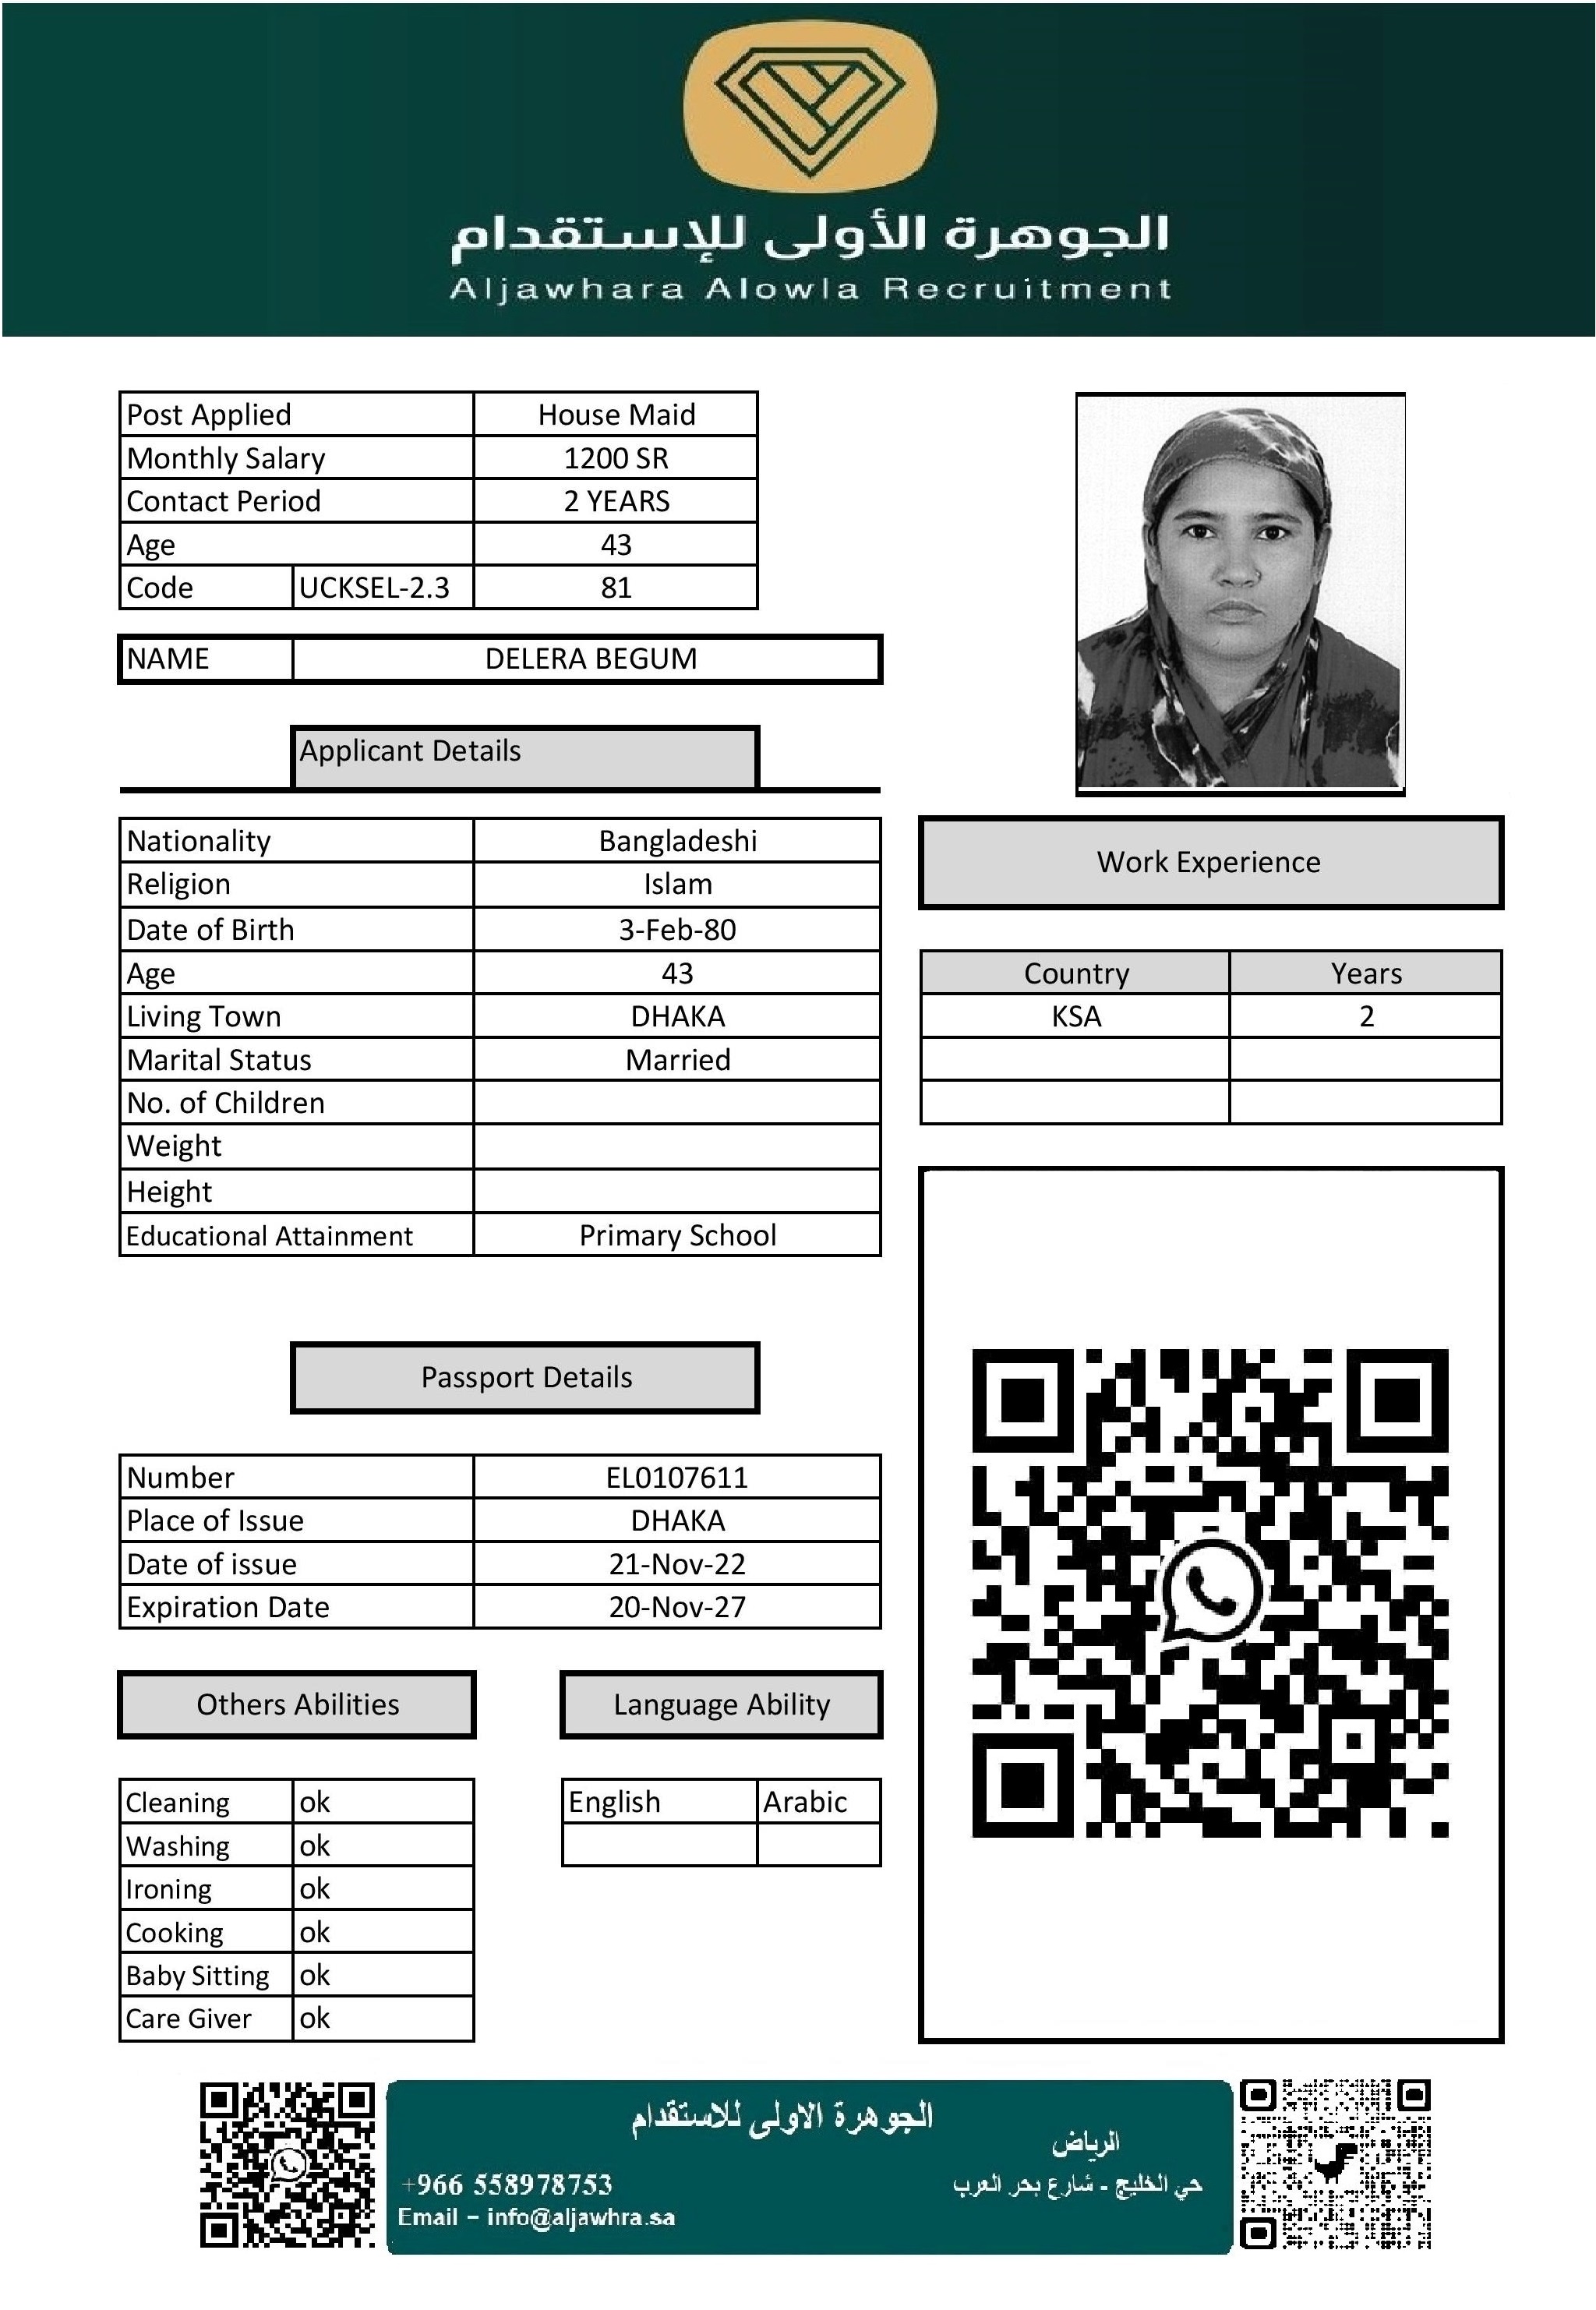 الجوهرة الأولى للإستقدام
Aljawhara Alowla Recruitment
Post Applied House Maid
Monthly Salary 1200 SR
Contact Period 2 YEARS
Age 43
Code UCKSEL-2.3 81
NAME DELERA BEGUM
Applicant Details
Nationality Bangladeshi
Religion Islam
Date of Birth 3-Feb-80
Age 43
Living Town DHAKA
Marital Status Married
No. of Children
Weight
Height
Educational Attainment Primary School
Work Experience
Country Years
KSA 2
Passport Details
Number EL0107611
Place of Issue DHAKA
Date of issue 21-Nov-22
Expiration Date 20-Nov-27
Others Abilities
Cleaning ok
Washing ok
Ironing ok
Cooking ok
Baby Sitting ok
Care Giver ok
Language Ability
English Arabic
الجوهرة الاولى للاستقدام
الرياض
حي الخليج - شارع بحر العرب
+966 558978753
Email – info@aljawhra.sa